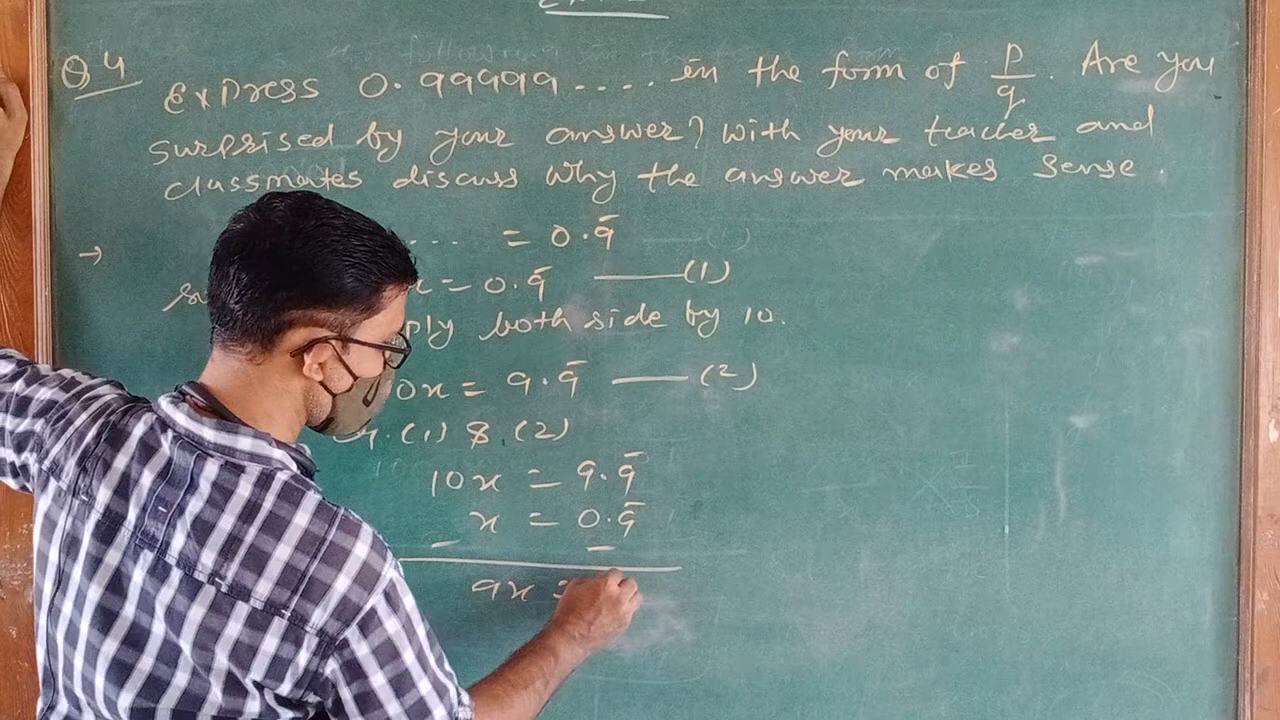 Q.4 Express 0.99999.... in the form of p/q. Are you
surprised by your answer? With your teacher and
classmates discuss why the answer makes sense.
→ .... = 0.9̄
x = 0.9̄ ——(1)
ply both side by 10.
0x = 9.9̄ ——(2)
(1) & (2)
10x = 9.9̄
x = 0.9̄
– –
9x =